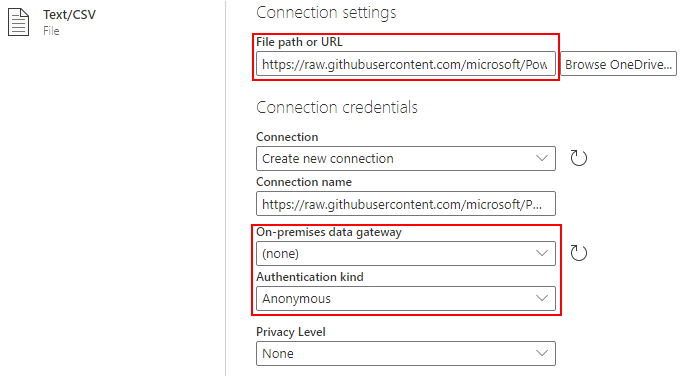 Text/CSV
File
Connection settings
File path or URL
https://raw.githubusercontent.com/microsoft/Pow
Browse OneDrive...
Connection credentials
Connection
Create new connection
Connection name
https://raw.githubusercontent.com/microsoft/P...
On-premises data gateway
(none)
Authentication kind
Anonymous
Privacy Level
None